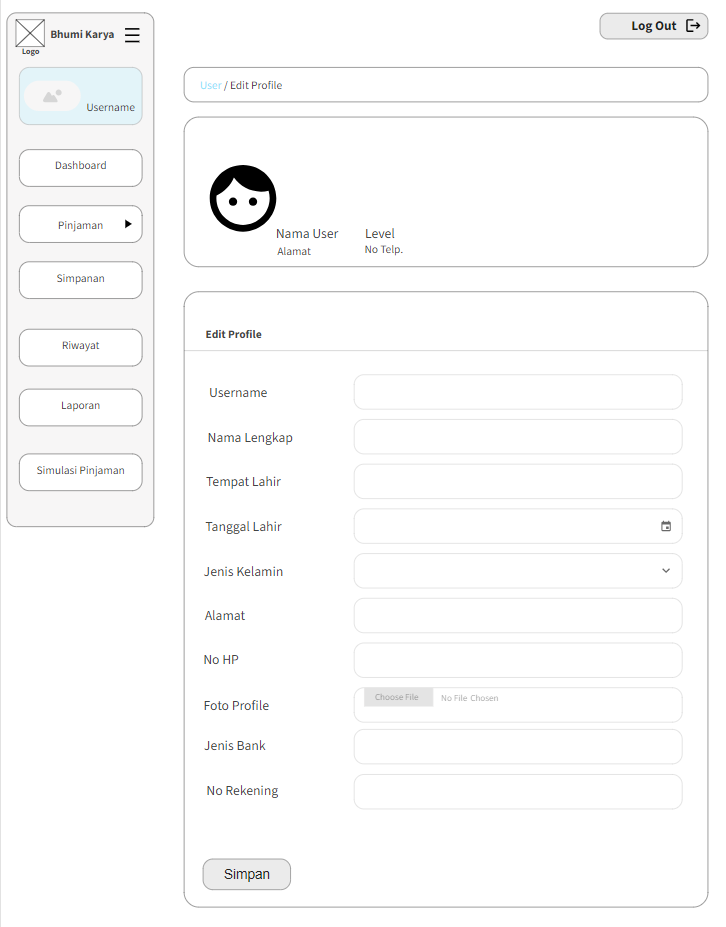 Bhumi Karya
Logo
Log Out
Username
User / Edit Profile
Dashboard
Pinjaman
Simpanan
Riwayat
Laporan
Simulasi Pinjaman
Nama User
Level
Alamat
No Telp.
Edit Profile
Username
Nama Lengkap
Tempat Lahir
Tanggal Lahir
Jenis Kelamin
Alamat
No HP
Foto Profile
Choose File
No File Chosen
Jenis Bank
No Rekening
Simpan